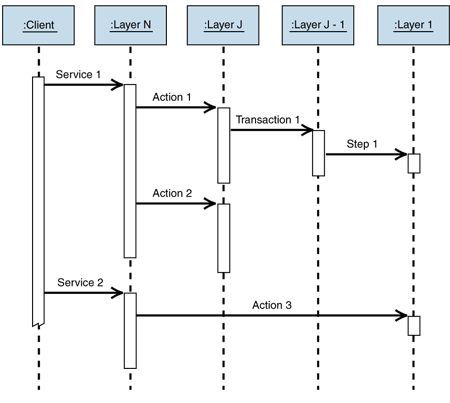 :Client
:Layer N
:Layer J
:Layer J - 1
:Layer 1
Service 1
Action 1
Transaction 1
Step 1
Action 2
Service 2
Action 3